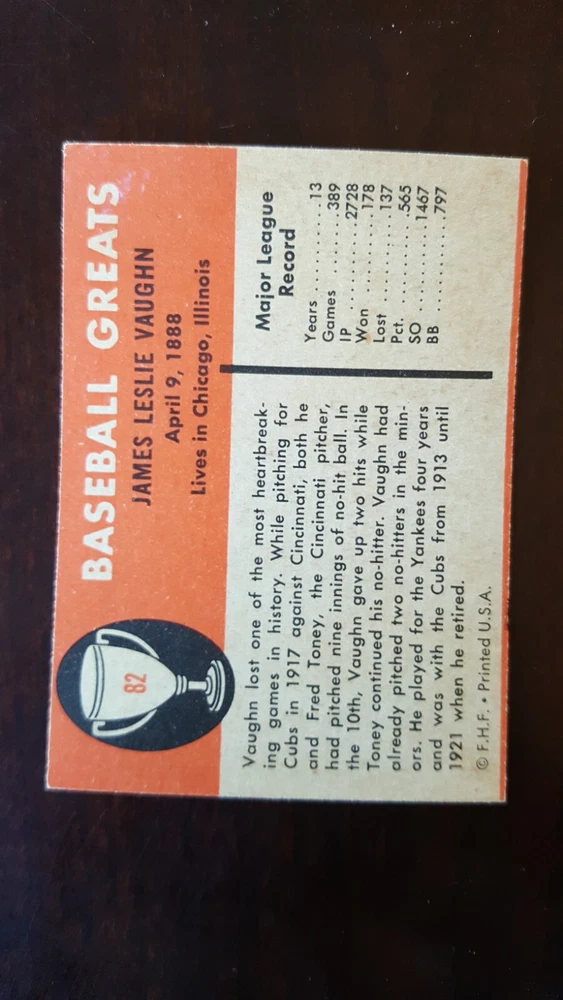 82
BASEBALL GREATS
JAMES LESLIE VAUGHN
April 9, 1888
Lives in Chicago, Illinois
Vaughn lost one of the most heartbreak-
ing games in history. While pitching for
Cubs in 1917 against Cincinnati, both he
and Fred Toney, the Cincinnati pitcher,
had pitched nine innings of no-hit ball. In
the 10th, Vaughn gave up two hits while
Toney continued his no-hitter. Vaughn had
already pitched two no-hitters in the min-
ors. He played for the Yankees four years
and was with the Cubs from 1913 until
1921 when he retired.
© F.H.F. • Printed U.S.A.
Major League
Record
Years ..........13
Games ........389
IP ............2728
Won ..........178
Lost ..........137
Pct. ..........565
SO ..........1467
BB ..........797